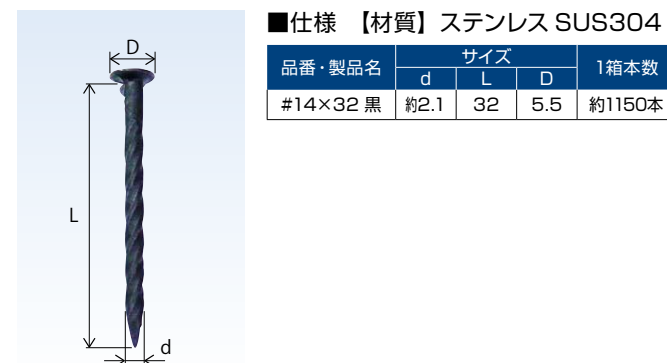 ■仕様 【材質】ステンレス SUS304
品番・製品名 サイズ 1箱本数
d L D
#14×32 黒 約2.1 32 5.5 約1150本
D
L
d